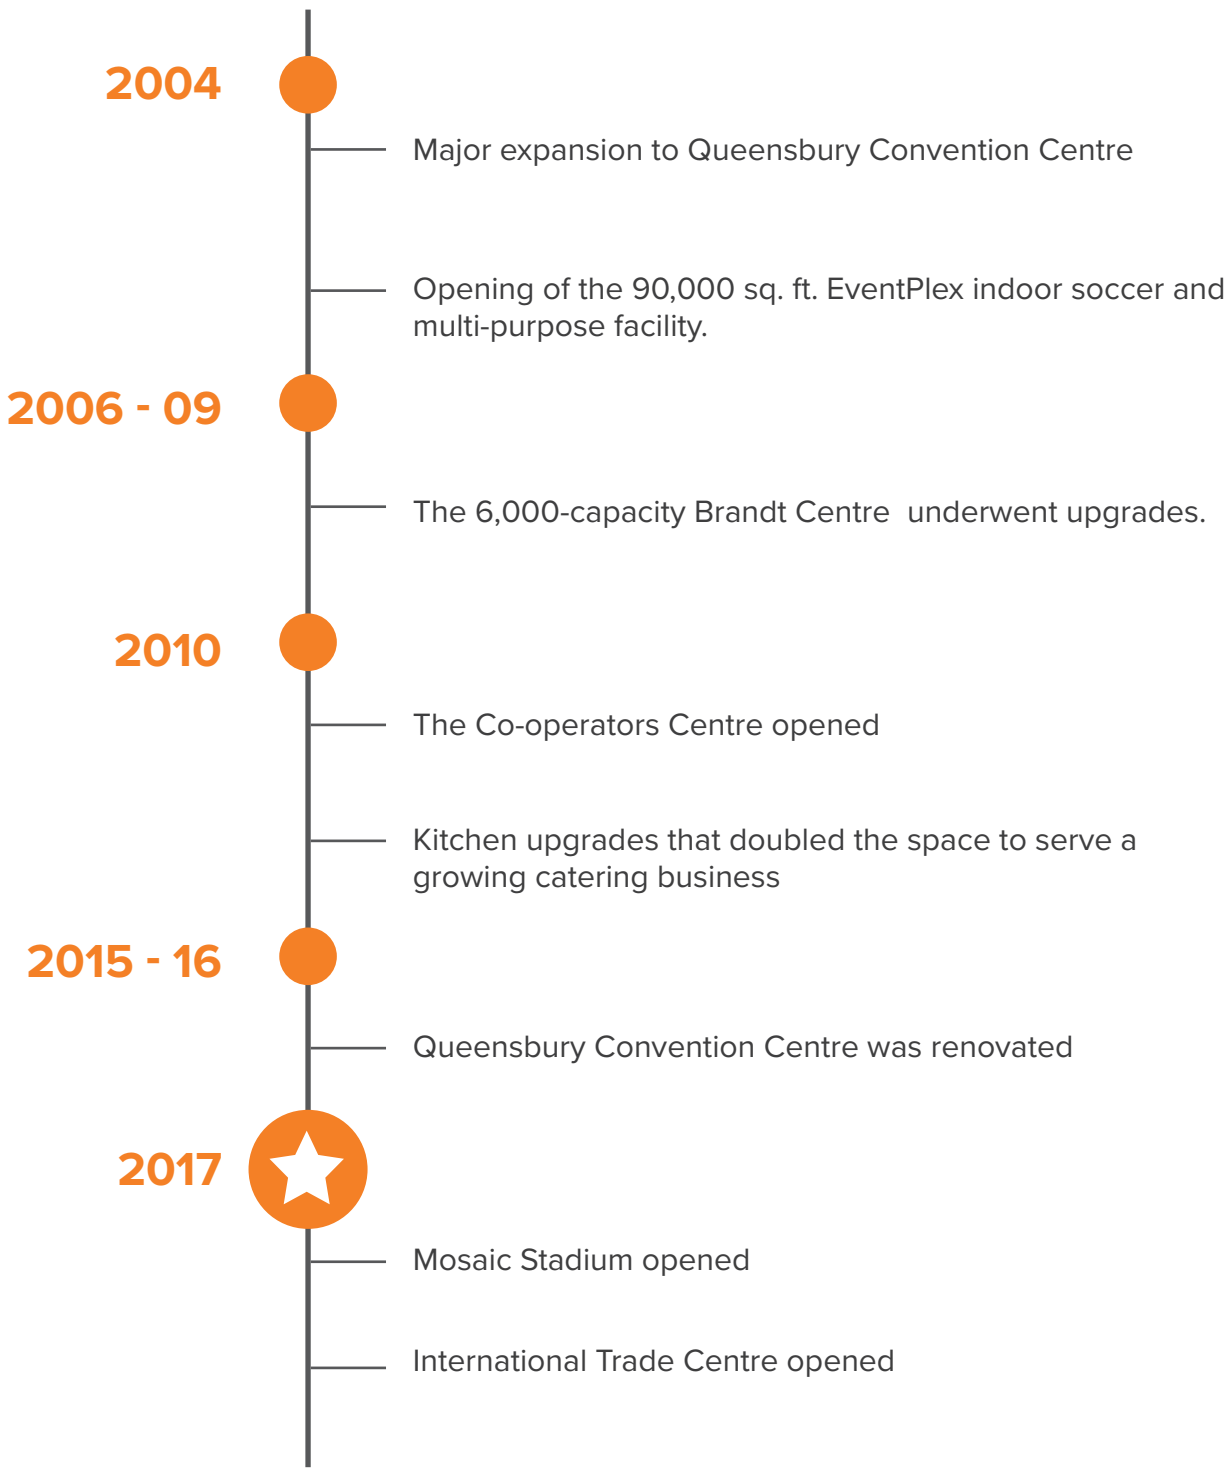 2004
Major expansion to Queensbury Convention Centre
Opening of the 90,000 sq. ft. EventPlex indoor soccer and
multi-purpose facility.
2006 - 09
The 6,000-capacity Brandt Centre  underwent upgrades.
2010
The Co-operators Centre opened
Kitchen upgrades that doubled the space to serve a
growing catering business
2015 - 16
Queensbury Convention Centre was renovated
2017
Mosaic Stadium opened
International Trade Centre opened